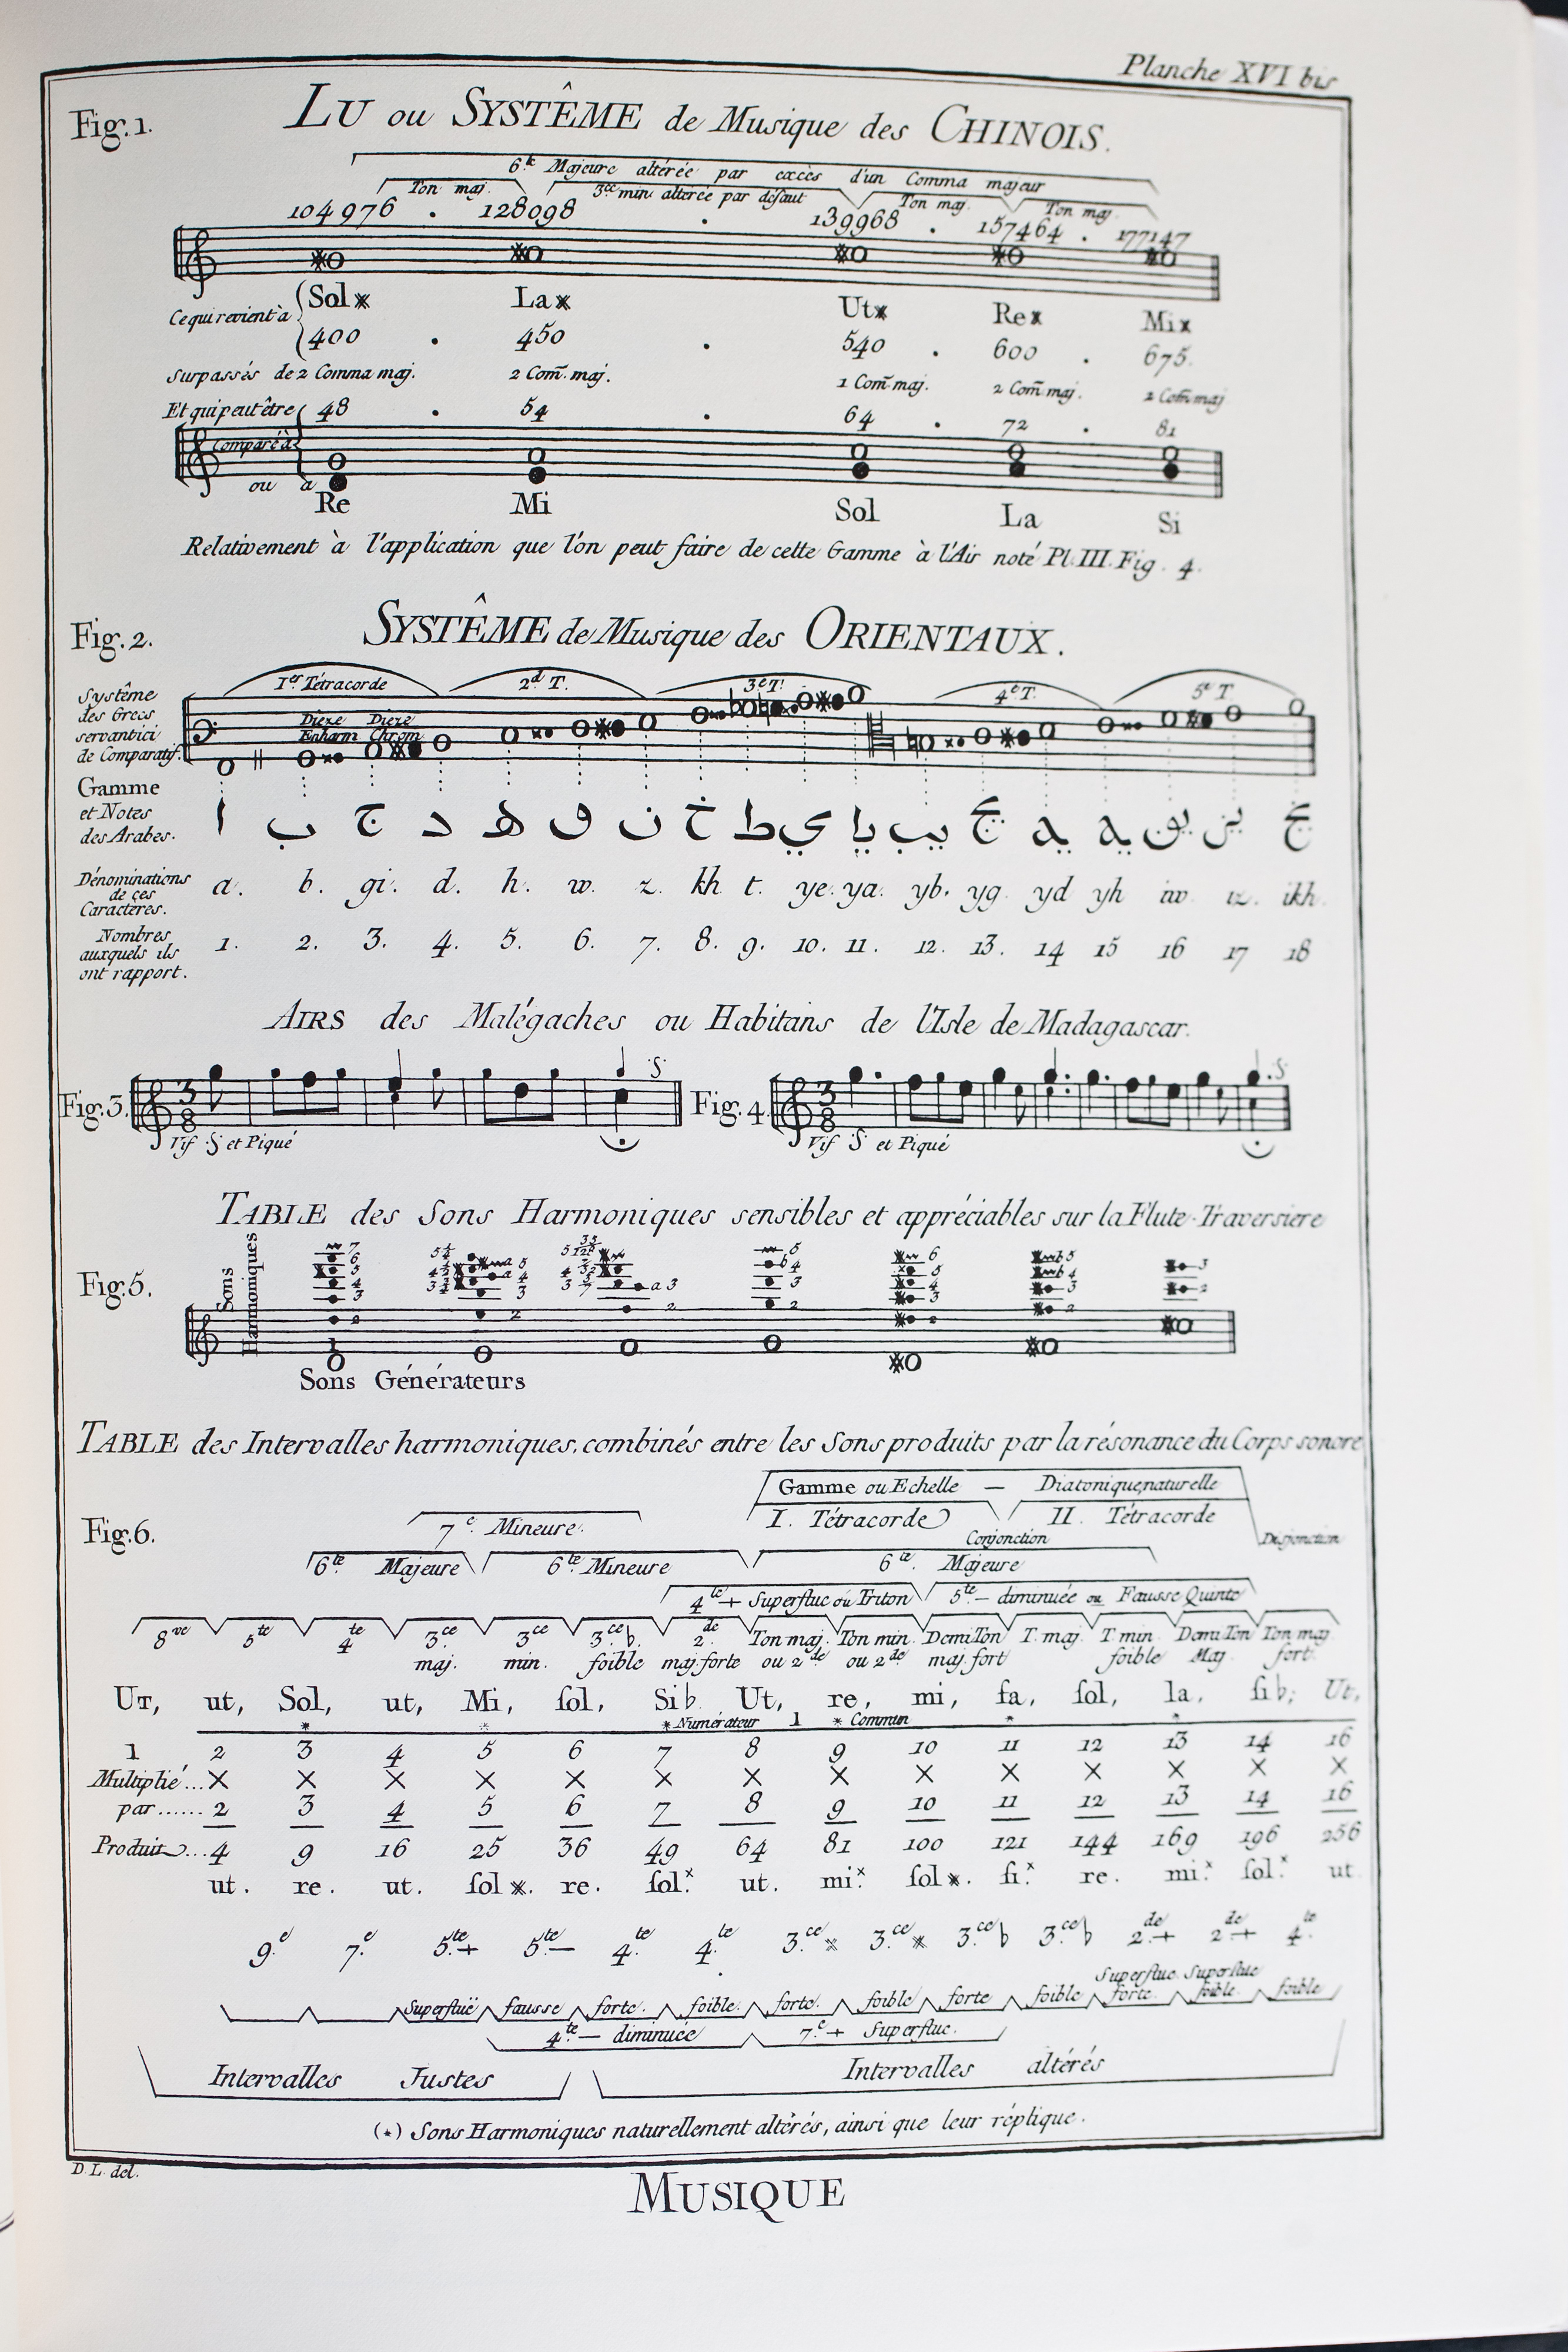 Planche XVI bis
Fig. 1.
LU ou SYSTÊME de Musique des CHINOIS.
6.te Majeure altérée par excès d'un Comma majeur
Ton maj. 3.ce min. altérée par défaut Ton maj. Ton maj.
104976 . 128098 . 139968 . 157464 . 177147
Sol La Ut Re Mi
Ce qui revient à
400 . 450 . 540 . 600 . 675.
Surpassés de 2 Comma maj. 2 Com̃. maj. 1 Com̃ maj. 2 Com̃ maj. 2 Com̃ maj
Et qui peut être 48 . 54 . 64 . 72 . 81
Comparé à
ou a
Re Mi Sol La Si
Relativement à l'application que l'on peut faire de cette Gamme à l'Air noté Pl. III. Fig. 4.
Fig. 2.
SYSTÊME de Musique des ORIENTAUX.
1er Tétracorde 2d T. 3e T. 4e T. 5e T.
Systême
des Grecs
servant ici
de Comparatif.
Dieze Dieze
Enharm Chrom
Gamme
et Notes
des Arabes.
ا ب ج د ه و ن خ ط ي يا يب يج يد يه يو يز يح
Dénominations
de ces
Caracteres.
a. b. gi. d. h. w. z. kh t. ye. ya. yb. yg. yd yh iw. iz. ikh.
Nombres
auxquels ils
ont rapport.
1. 2. 3. 4. 5. 6. 7. 8. 9. 10. 11. 12. 13. 14 15 16 17 18
AIRS des Malégaches ou Habitans de l'Isle de Madagascar.
Fig. 3. 3/8
Vif S et Piqué
Fig. 4. 3/8
Vif S et Piqué
TABLE des Sons Harmoniques sensibles et appréciables sur la Flute Traversiere
Fig. 5.
Sons
Harmoniques
Sons Générateurs
TABLE des Intervalles harmoniques, combinés entre les Sons produits par la résonance du Corps sonore
Fig. 6.
Gamme ou Echelle — Diatonique, naturelle
7.e Mineure. I. Tétracorde II. Tétracorde
Conjonction Disjonction
6.te Majeure 6.te Mineure 6.te Majeure
4.te + Superflue ou Triton 5.te — diminuée ou Fausse Quinte
8ve 5te 4te 3ce 3ce 3.ce b. 2.de Ton maj. Ton min. Demi Ton T. maj. T. min. Demi Ton Ton maj.
maj. min. foible maj. forte ou 2de ou 2de maj. fort foible Maj fort.
UT, ut, Sol, ut, Mi, sol, Si b Ut, re, mi, fa, sol, la, si b, Ut,
* * * Numérateur 1 * Commun * *
1 2 3 4 5 6 7 8 9 10 11 12 13 14 16
Multiplié ... × × × × × × × × × × × × × ×
par ...... 2 3 4 5 6 7 8 9 10 11 12 13 14 16
Produit ... 4 9 16 25 36 49 64 81 100 121 144 169 196 256
ut. re. ut. sol x. re. sol.x ut. mi.x sol x. si.x re. mi.x sol.x ut
9.e 7.e 5.te+ 5.te— 4.te 4.te 3.ce x 3.ce x 3.ce b 3.ce b 2.de+ 2.de+ 4.te
Superflue Superflue
Superflüe fausse forte. foible. forte. foible forte foible forte. foible. foible
4.te— diminuée 7.e+ Superflue.
Intervalles Justes Intervalles altérés
(*) Sons Harmoniques naturellement altérés, ainsi que leur réplique.
D. L. del.
MUSIQUE